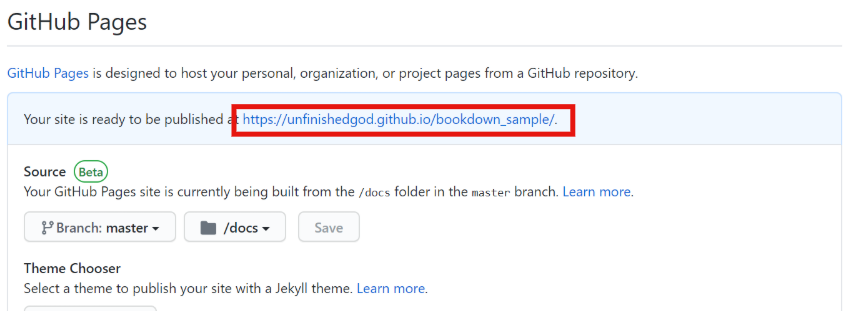 GitHub Pages
GitHub Pages is designed to host your personal, organization, or project pages from a GitHub repository.
Your site is ready to be published at https://unfinishedgod.github.io/bookdown_sample/.
Source Beta
Your GitHub Pages site is currently being built from the /docs folder in the master branch. Learn more.
Branch: master /docs Save
Theme Chooser
Select a theme to publish your site with a Jekyll theme. Learn more.